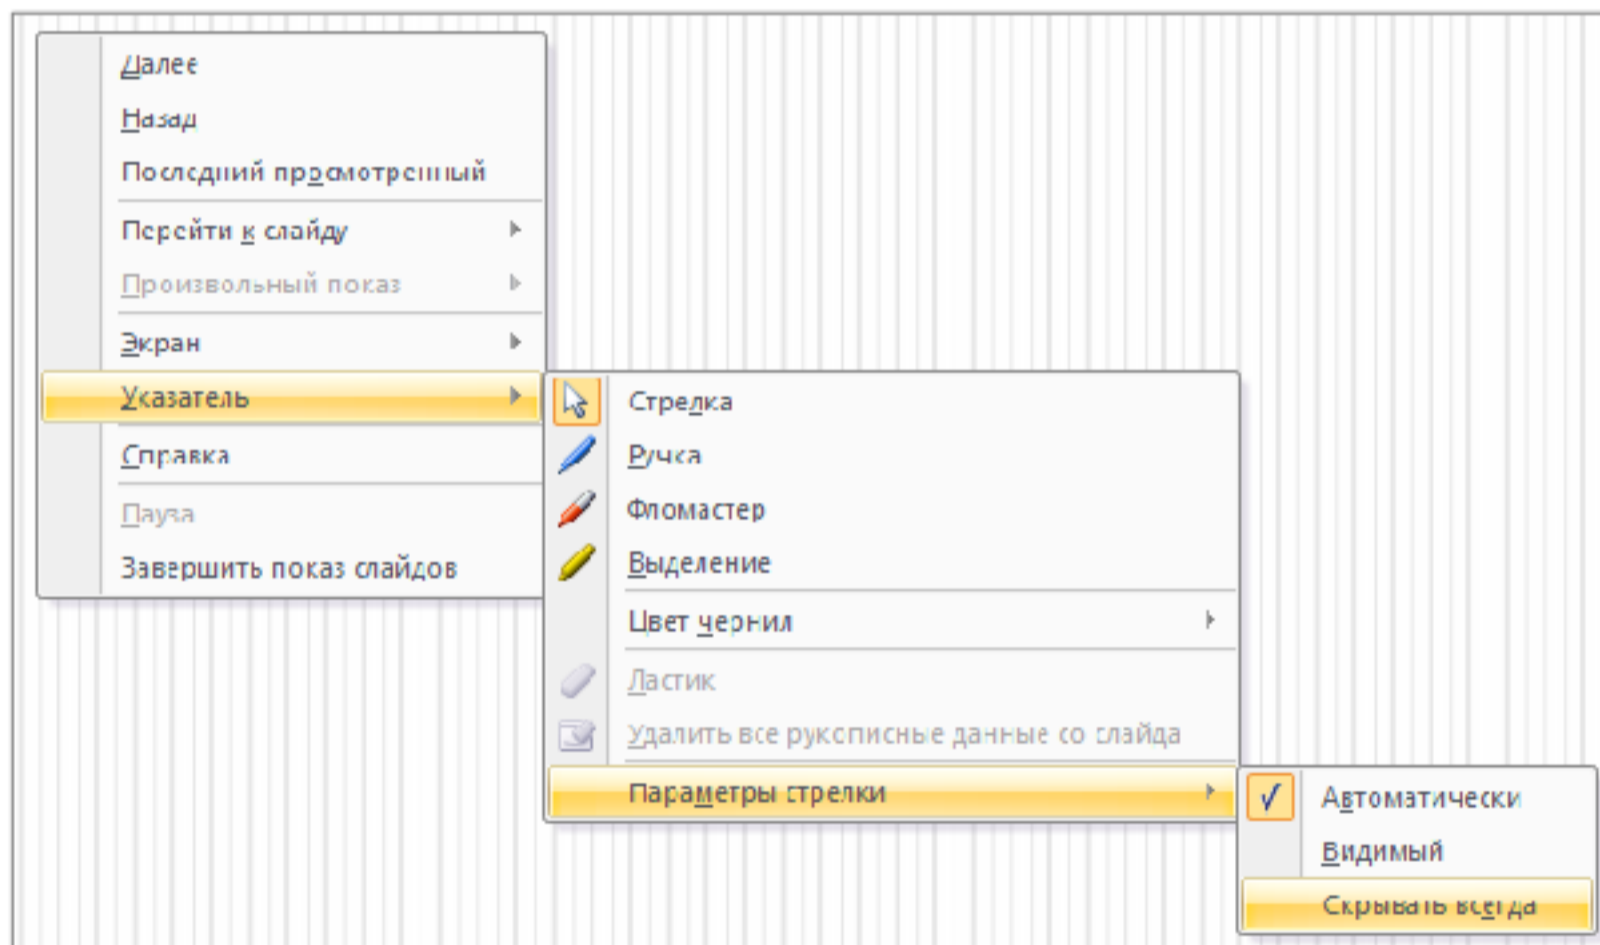 Далее
Назад
Последний просмотренный
Перейти к слайду
Произвольный показ
Экран
Указатель
Справка
Пауза
Завершить показ слайдов
Стрелка
Ручка
Фломастер
Выделение
Цвет чернил
Ластик
Удалить все рукописные данные со слайда
Параметры стрелки
Автоматически
Видимый
Скрывать всегда